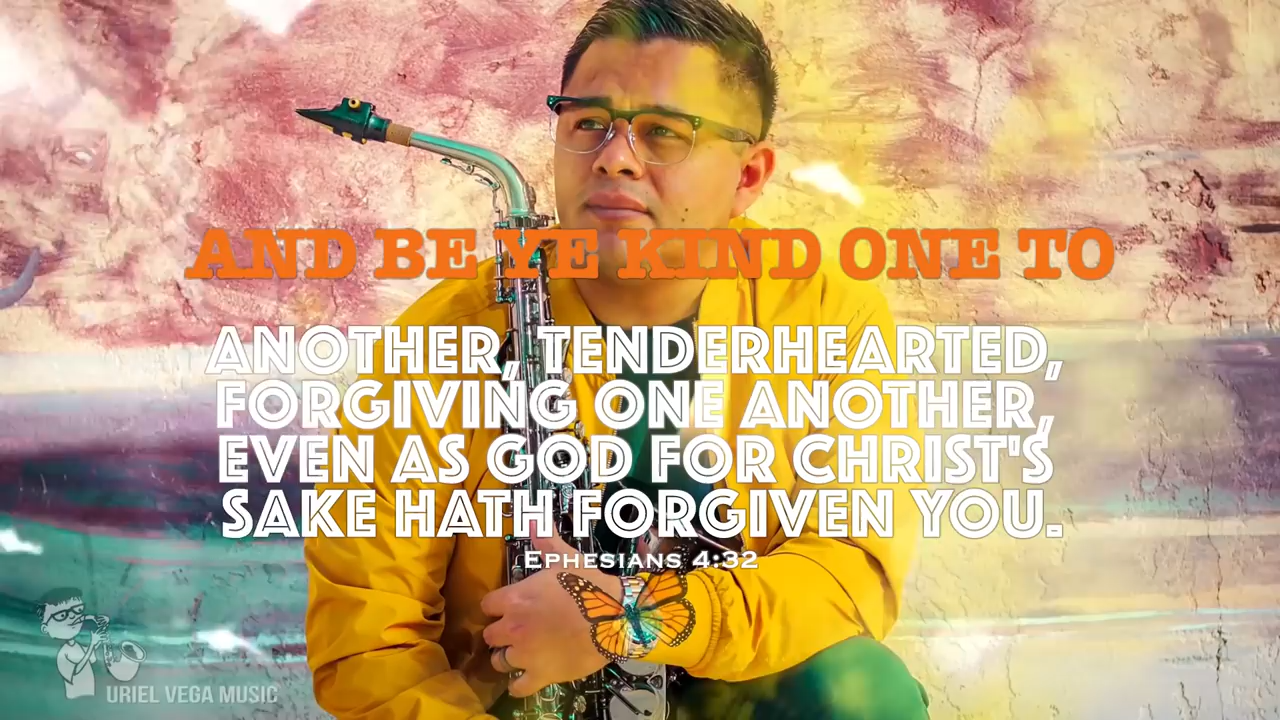 AND BE YE KIND ONE TO
ANOTHER, TENDERHEARTED,
FORGIVING ONE ANOTHER,
EVEN AS GOD FOR CHRIST'S
SAKE HATH FORGIVEN YOU.
EPHESIANS 4:32
URIEL VEGA MUSIC